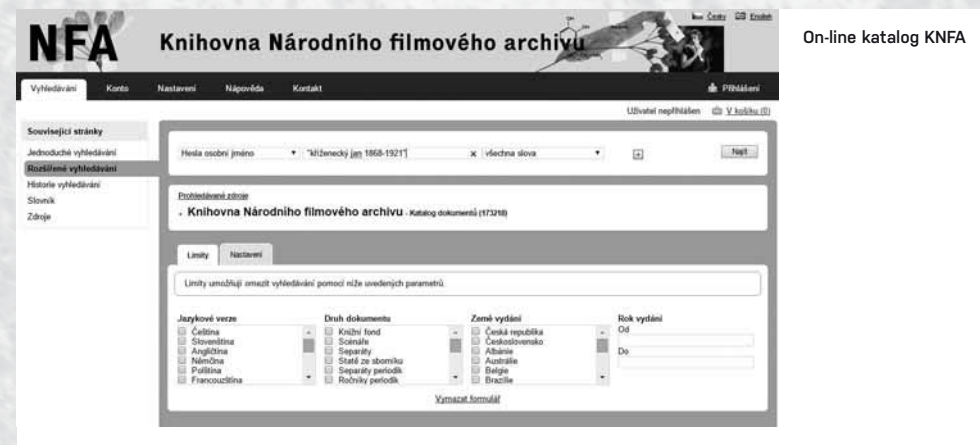 Česky English
NFA
Knihovna Národního filmového archivu
On-line katalog KNFA
Vyhledávání Konto Nastavení Nápověda Kontakt Přihlášení
Uživatel nepřihlášen V košíku (0)
Související stránky
Jednoduché vyhledávání
Rozšířené vyhledávání
Historie vyhledávání
Slovník
Zdroje
Hesla osobní jméno "kříženecký jan 1868-1921" x všechna slova + Najít
Prohledávané zdroje
Knihovna Národního filmového archivu - Katalog dokumentů (173210)
Limity Nastavení
Limity umožňují omezit vyhledávání pomocí níže uvedených parametrů.
Jazykové verze
Čeština
Slovenština
Angličtina
Němčina
Polština
Francouzština
Druh dokumentu
Knižní fond
Scénáře
Separáty
Statě ze sborníku
Separáty periodik
Ročníky periodik
Země vydání
Česká republika
Československo
Albánie
Austrálie
Belgie
Brazílie
Rok vydání
Od
Do
Vymazat formulář